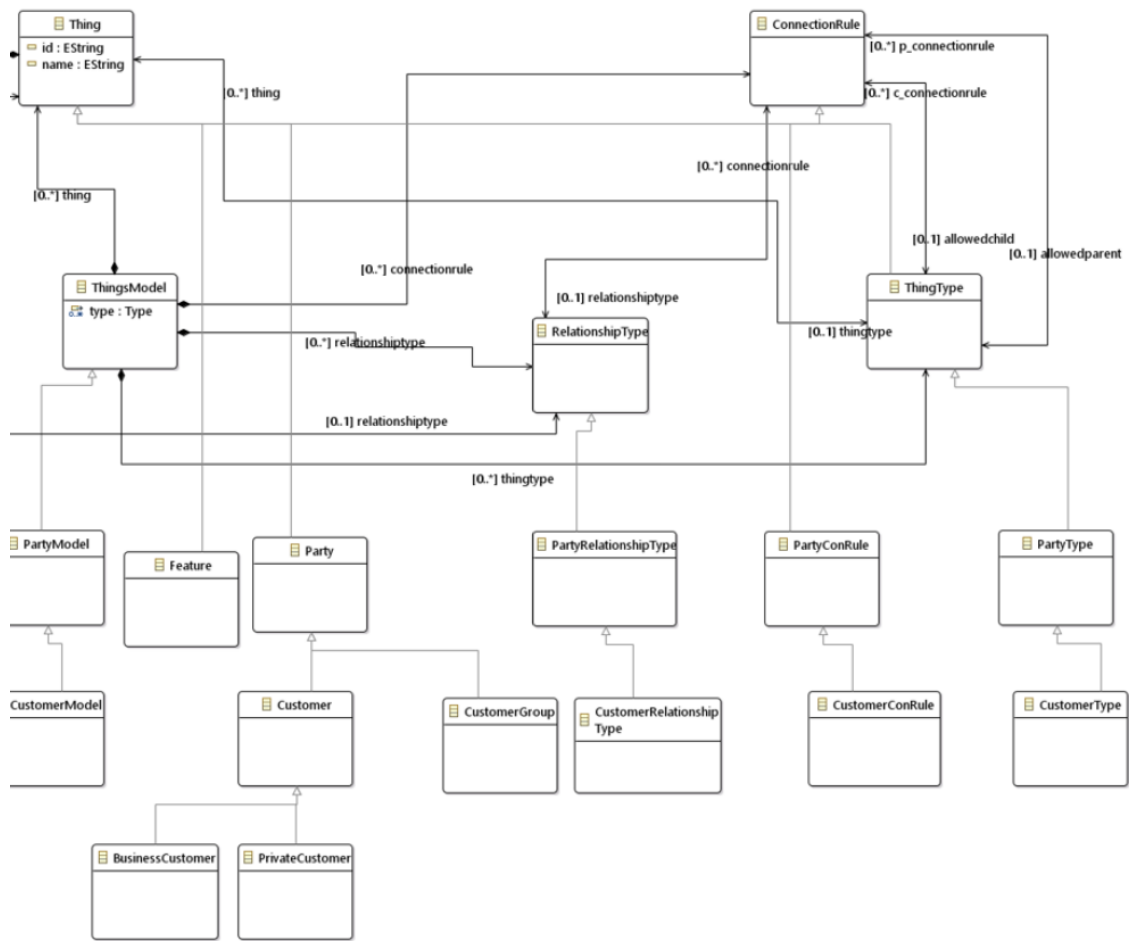 Thing
id : EString
name : EString
ConnectionRule
[0..*] p_connectionrule
[0..*] thing
[0..*] c_connectionrule
[0..*] connectionrule
[0..*] thing
[0..1] allowedchild
[0..1] allowedparent
[0..*] connectionrule
ThingsModel
type : Type
ThingType
[0..1] relationshiptype
RelationshipType
[0..1] thingtype
[0..*] relationshiptype
[0..1] relationshiptype
[0..*] thingtype
PartyModel
Feature
Party
PartyRelationshipType
PartyConRule
PartyType
CustomerModel
Customer
CustomerGroup
CustomerRelationship
Type
CustomerConRule
CustomerType
BusinessCustomer
PrivateCustomer